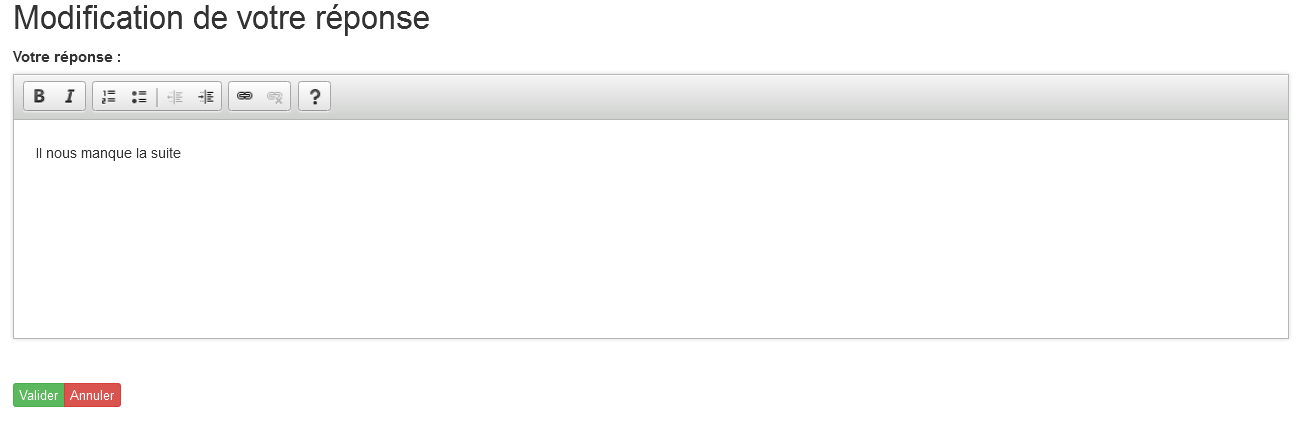 Modification de votre réponse
Votre réponse :
B I ?
Il nous manque la suite
Valider Annuler